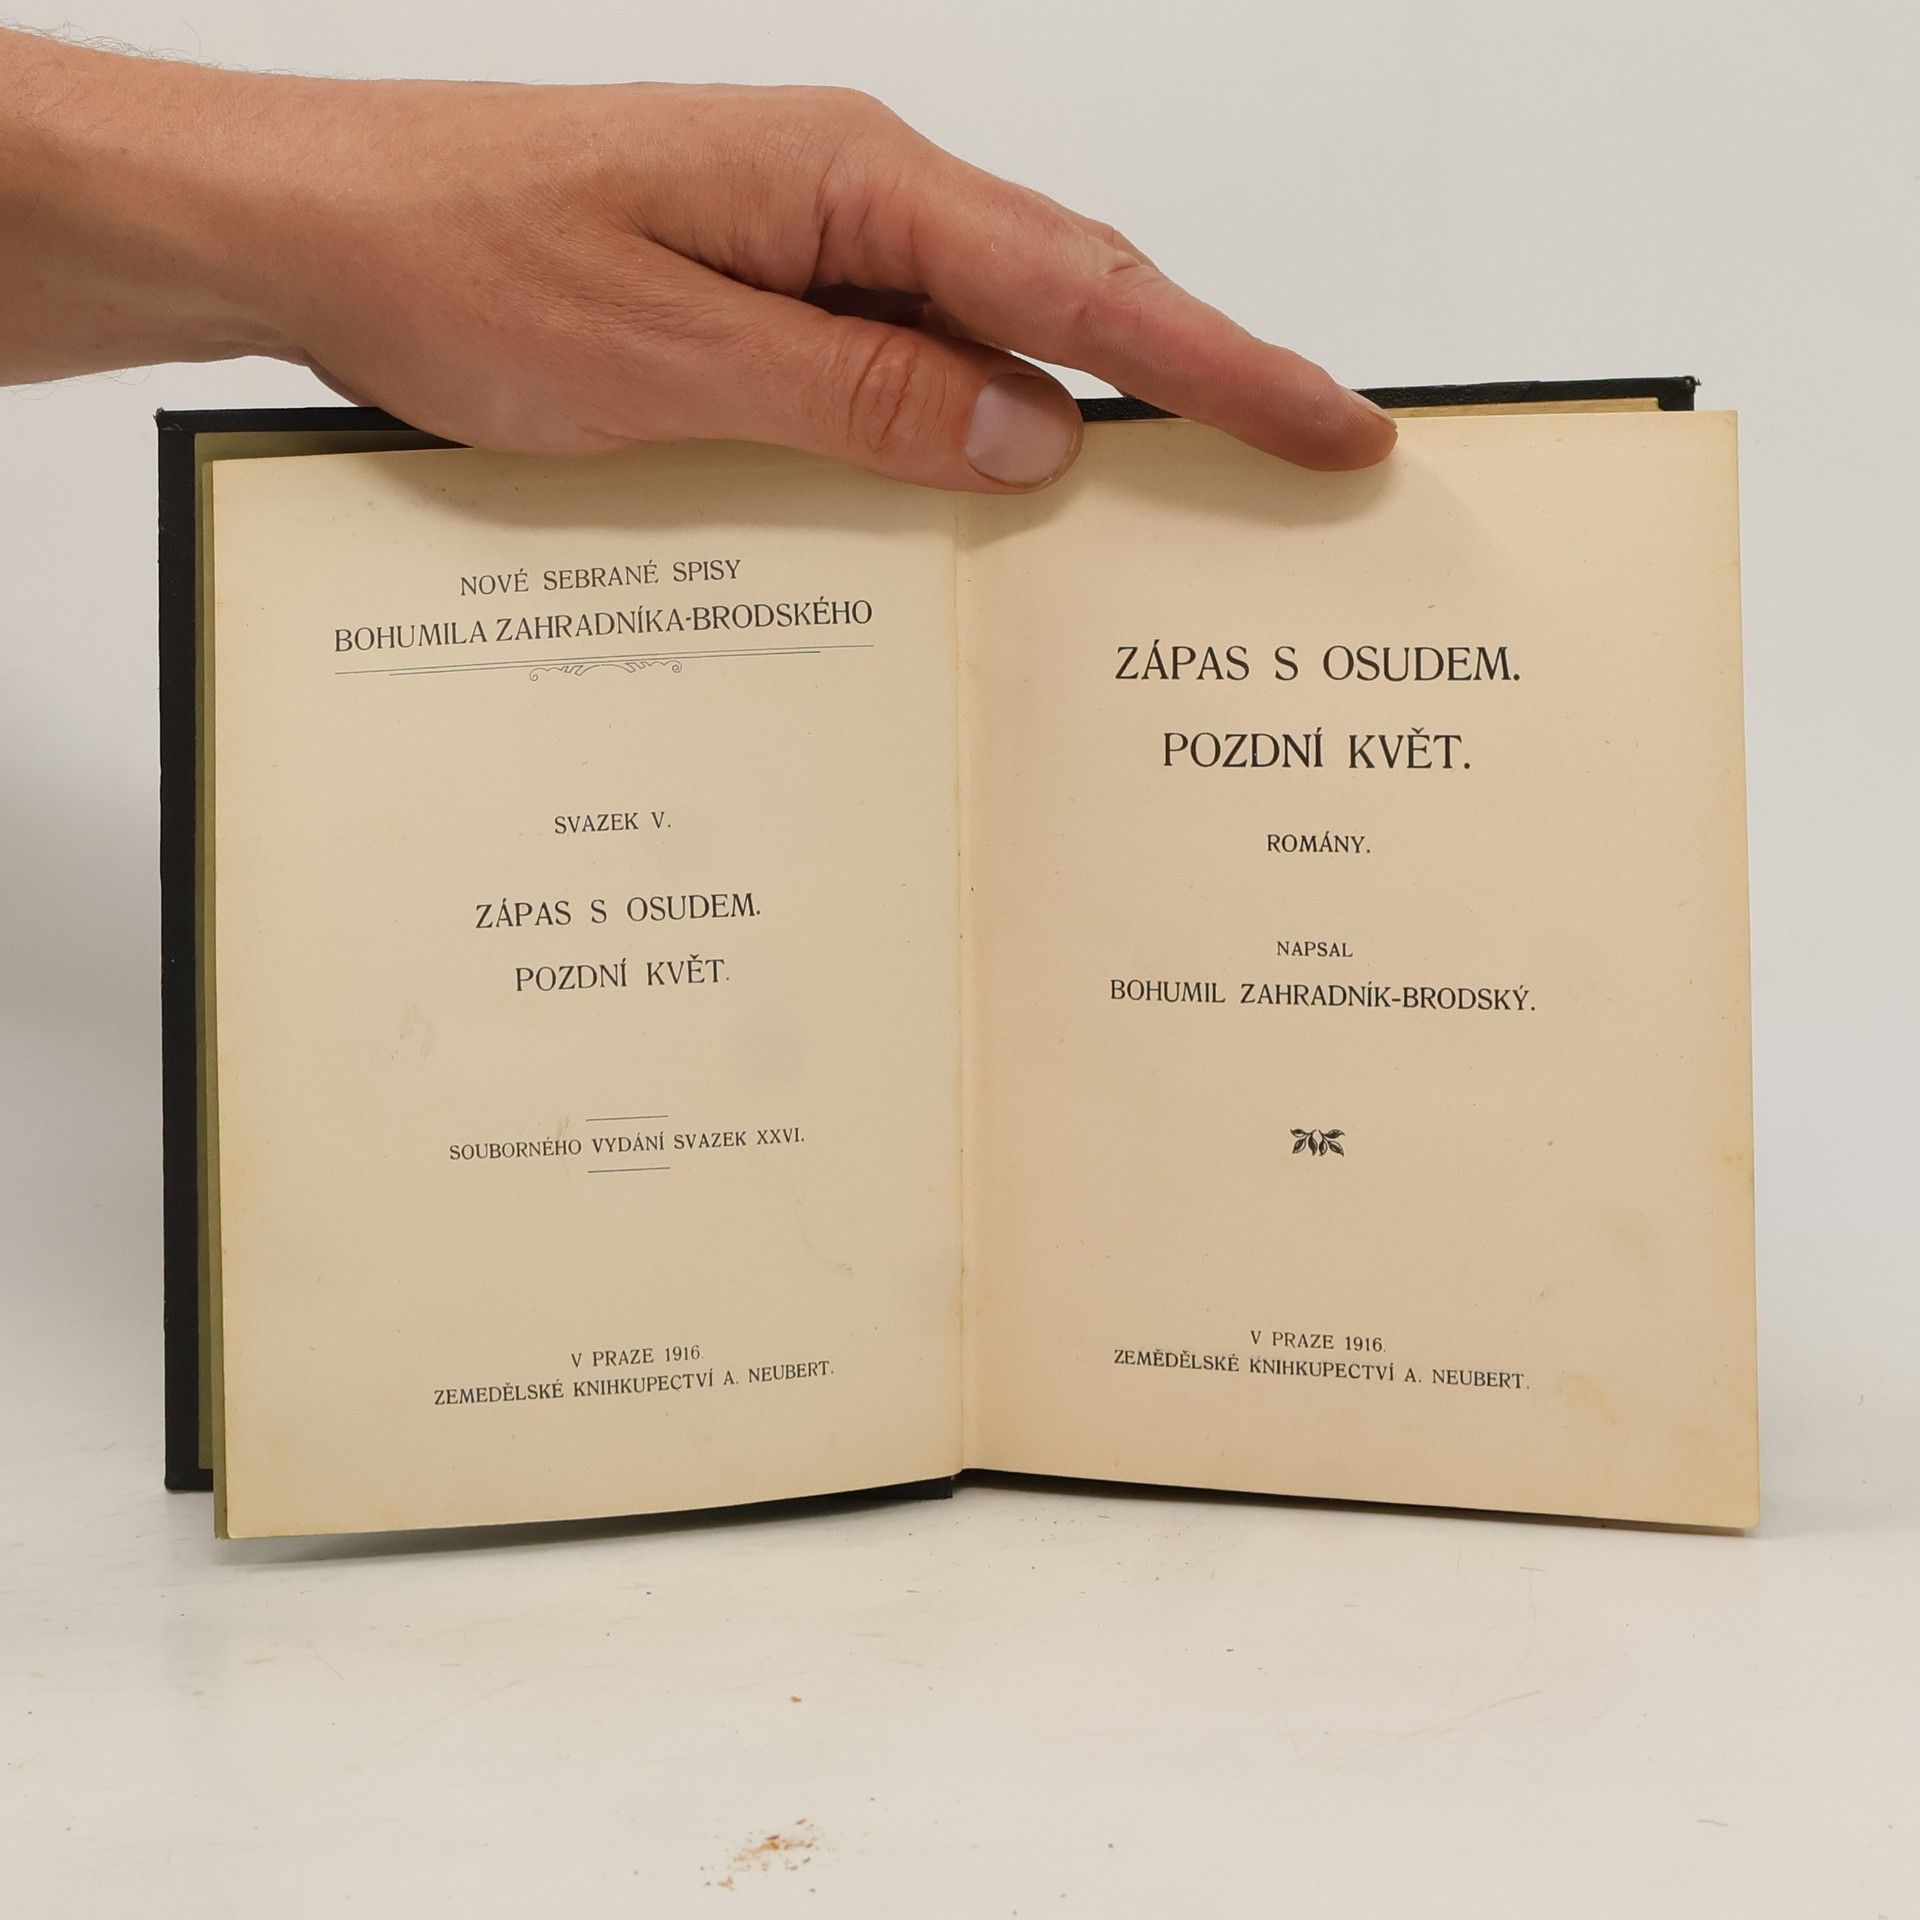 NOVÉ SEBRANÉ SPISY
BOHUMILA ZAHRADNÍKA-BRODSKÉHO
SVAZEK V.
ZÁPAS S OSUDEM.
POZDNÍ KVĚT.
SOUBORNÉHO VYDÁNÍ SVAZEK XXVI.
V PRAZE 1916.
ZEMEDĚLSKÉ KNIHKUPECTVÍ A. NEUBERT.
ZÁPAS S OSUDEM.
POZDNÍ KVĚT.
ROMÁNY.
NAPSAL
BOHUMIL ZAHRADNÍK-BRODSKÝ.
V PRAZE 1916.
ZEMĚDĚLSKÉ KNIHKUPECTVÍ A. NEUBERT.